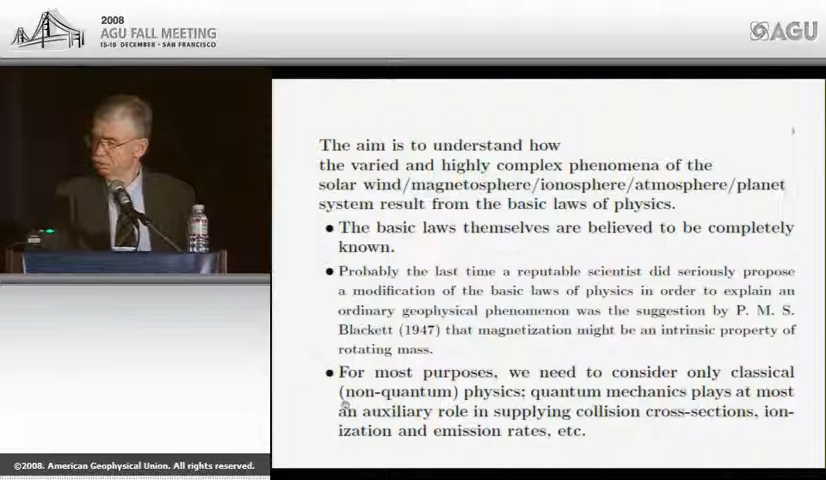 2008
AGU FALL MEETING
15-19 DECEMBER · SAN FRANCISCO
AGU
The aim is to understand how
the varied and highly complex phenomena of the
solar wind/magnetosphere/ionosphere/atmosphere/planet
system result from the basic laws of physics.
• The basic laws themselves are believed to be completely
known.
• Probably the last time a reputable scientist did seriously propose
a modification of the basic laws of physics in order to explain an
ordinary geophysical phenomenon was the suggestion by P. M. S.
Blackett (1947) that magnetization might be an intrinsic property of
rotating mass.
• For most purposes, we need to consider only classical
(non-quantum) physics; quantum mechanics plays at most
an auxiliary role in supplying collision cross-sections, ion-
ization and emission rates, etc.
©2008. American Geophysical Union. All rights reserved.